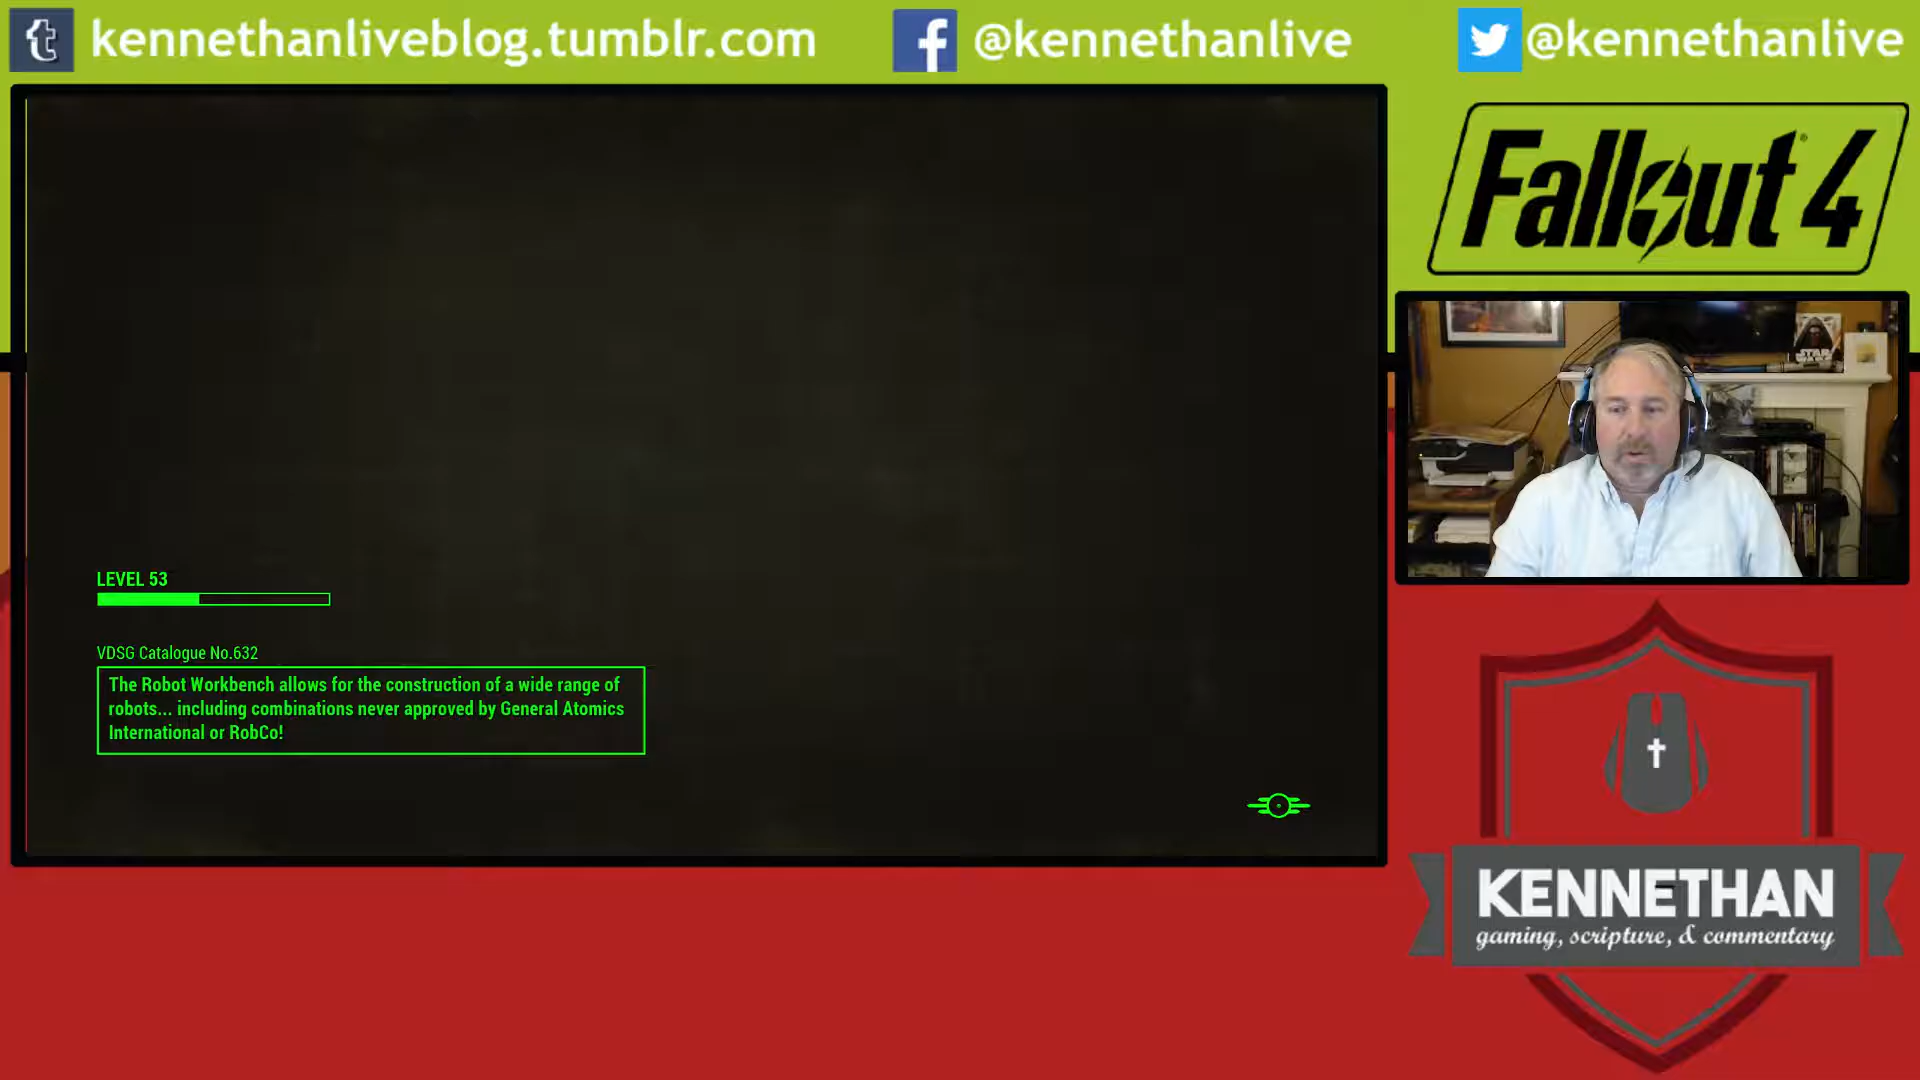 kennethanliveblog.tumblr.com
@kennethanlive
@kennethanlive
Fallout 4
STAR
WARS
LEVEL 53
VDSG Catalogue No.632
The Robot Workbench allows for the construction of a wide range of
robots... including combinations never approved by General Atomics
International or RobCo!
KENNETHAN
gaming, scripture, & commentary